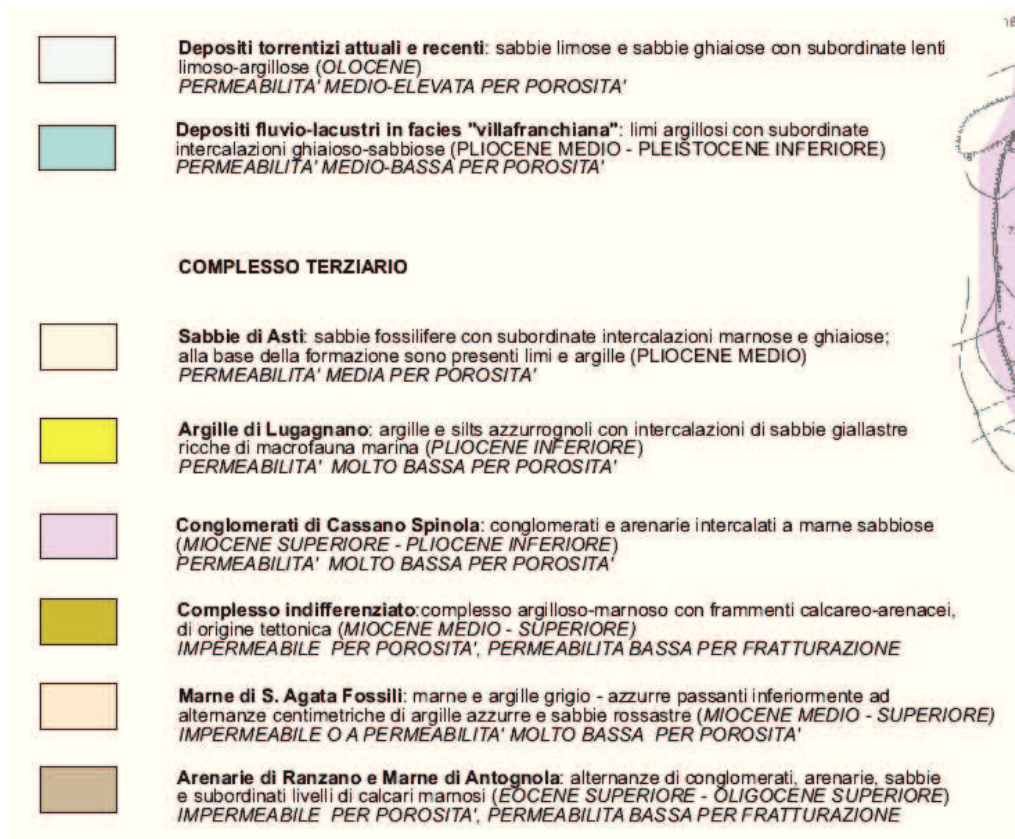 18
Depositi torrentizi attuali e recenti: sabbie limose e sabbie ghiaiose con subordinate lenti
limoso-argillose (OLOCENE)
PERMEABILITA' MEDIO-ELEVATA PER POROSITA'
Depositi fluvio-lacustri in facies "villafranchiana": limi argillosi con subordinate
intercalazioni ghiaioso-sabbiose (PLIOCENE MEDIO - PLEISTOCENE INFERIORE)
PERMEABILITA' MEDIO-BASSA PER POROSITA'
COMPLESSO TERZIARIO
Sabbie di Asti: sabbie fossilifere con subordinate intercalazioni marnose e ghiaiose;
alla base della formazione sono presenti limi e argille (PLIOCENE MEDIO)
PERMEABILITA' MEDIA PER POROSITA'
Argille di Lugagnano: argille e silts azzurrognoli con intercalazioni di sabbie giallastre
ricche di macrofauna marina (PLIOCENE INFERIORE)
PERMEABILITA' MOLTO BASSA PER POROSITA'
Conglomerati di Cassano Spinola: conglomerati e arenarie intercalati a marne sabbiose
(MIOCENE SUPERIORE - PLIOCENE INFERIORE)
PERMEABILITA' MOLTO BASSA PER POROSITA'
Complesso indifferenziato:complesso argilloso-marnoso con frammenti calcareo-arenacei,
di origine tettonica (MIOCENE MEDIO - SUPERIORE)
IMPERMEABILE PER POROSITA', PERMEABILITA BASSA PER FRATTURAZIONE
Marne di S. Agata Fossili: marne e argille grigio - azzurre passanti inferiormente ad
alternanze centimetriche di argille azzurre e sabbie rossastre (MIOCENE MEDIO - SUPERIORE)
IMPERMEABILE O A PERMEABILITA' MOLTO BASSA PER POROSITA'
Arenarie di Ranzano e Marne di Antognola: alternanze di conglomerati, arenarie, sabbie
e subordinati livelli di calcari marnosi (EOCENE SUPERIORE - OLIGOCENE SUPERIORE)
IMPERMEABILE PER POROSITA', PERMEABILITA BASSA PER FRATTURAZIONE